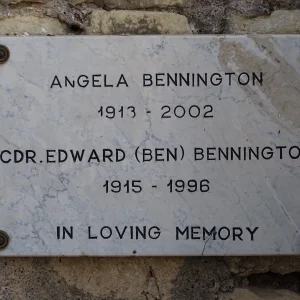 ANGELA BENNINGTON
1913 - 2002
CDR. EDWARD (BEN) BENNINGTO
1915 - 1996
IN LOVING MEMORY